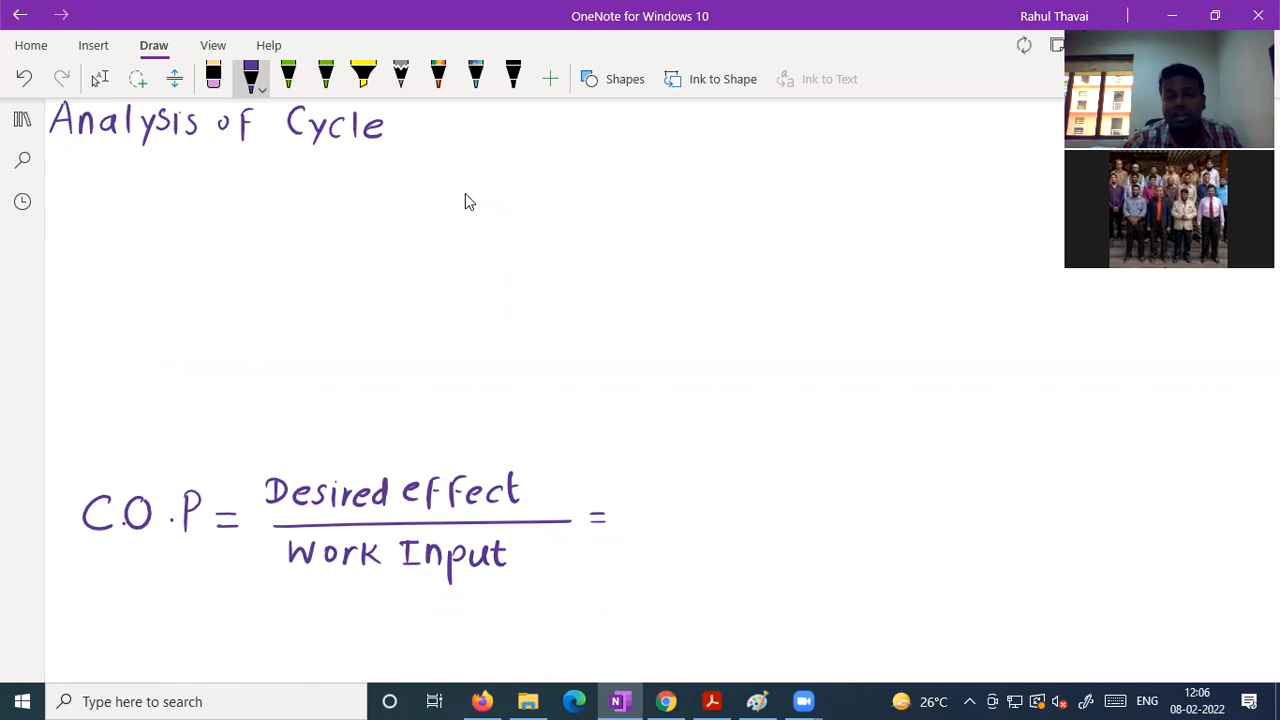 OneNote for Windows 10
Rahul Thavai
Home Insert Draw View Help
Shapes Ink to Shape Ink to Text
Analysis of Cycle
C.O.P = Desired effect =
Work Input
Type here to search
26°C
ENG
12:06
08-02-2022